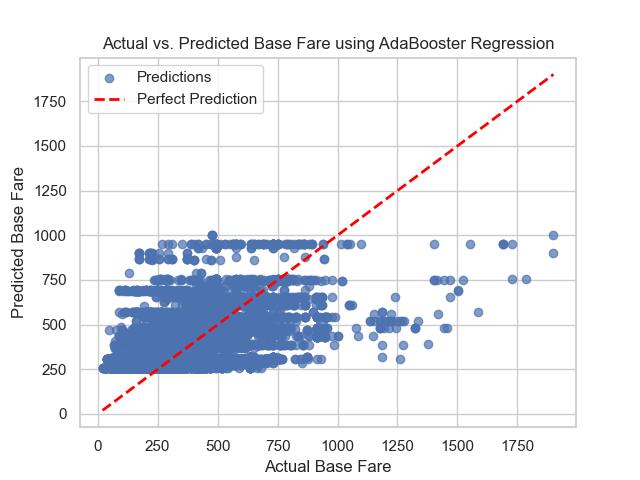 Actual vs. Predicted Base Fare using AdaBooster Regression
Predictions
Perfect Prediction
Predicted Base Fare
1750
1500
1250
1000
750
500
250
0
0 250 500 750 1000 1250 1500 1750
Actual Base Fare